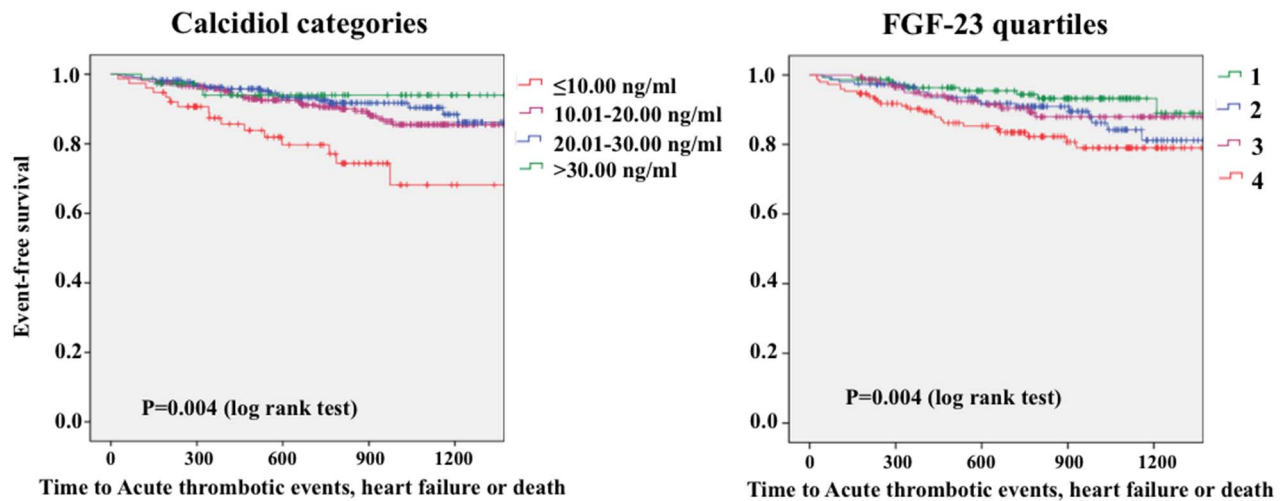 Calcidiol categories
Event-free survival
1.0
0.8
0.6
0.4
0.2
0.0
P=0.004 (log rank test)
0 300 600 900 1200
Time to Acute thrombotic events, heart failure or death
≤10.00 ng/ml
10.01-20.00 ng/ml
20.01-30.00 ng/ml
>30.00 ng/ml
FGF-23 quartiles
1.0
0.8
0.6
0.4
0.2
0.0
P=0.004 (log rank test)
0 300 600 900 1200
Time to Acute thrombotic events, heart failure or death
1
2
3
4